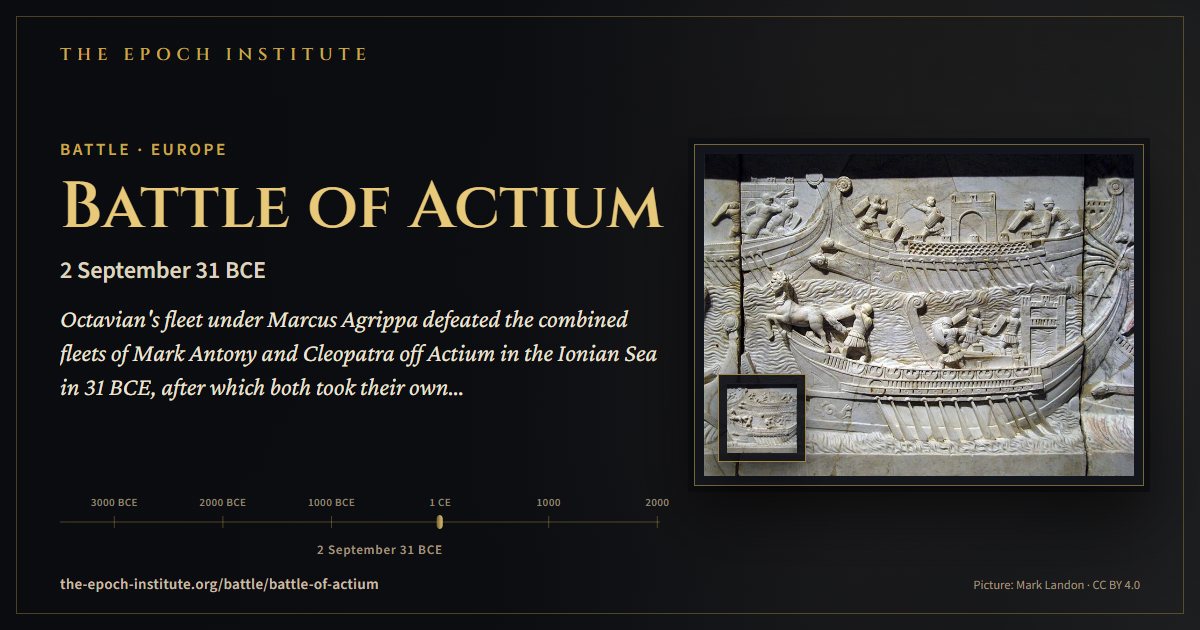 THE EPOCH INSTITUTE
BATTLE · EUROPE
BATTLE OF ACTIUM
2 September 31 BCE
Octavian's fleet under Marcus Agrippa defeated the combined
fleets of Mark Antony and Cleopatra off Actium in the Ionian Sea
in 31 BCE, after which both took their own...
3000 BCE 2000 BCE 1000 BCE 1 CE 1000 2000
2 September 31 BCE
the-epoch-institute.org/battle/battle-of-actium
Picture: Mark Landon · CC BY 4.0